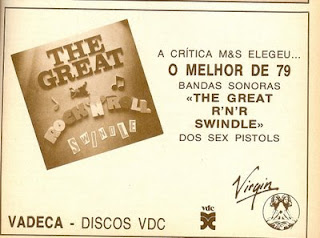 THE
GREAT
ROCK'N'ROLL
SWINDLE
A CRÍTICA M&S ELEGEU...
O MELHOR DE 79
BANDAS SONORAS
«THE GREAT
R'N'R
SWINDLE»
DOS SEX PISTOLS
Virgin
vdc
VADECA - DISCOS VDC